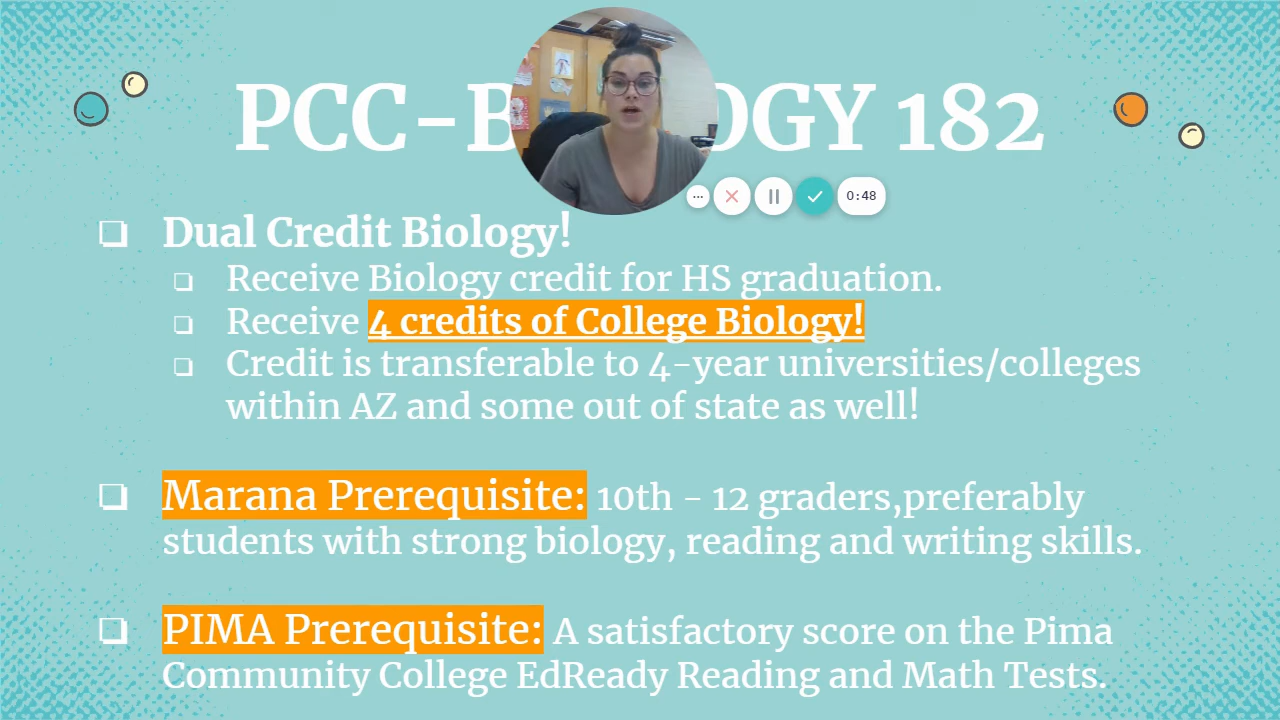 PCC-B OGY 182
0:48
Dual Credit Biology!
Receive Biology credit for HS graduation.
Receive 4 credits of College Biology!
Credit is transferable to 4-year universities/colleges
within AZ and some out of state as well!
Marana Prerequisite: 10th - 12 graders,preferably
students with strong biology, reading and writing skills.
PIMA Prerequisite: A satisfactory score on the Pima
Community College EdReady Reading and Math Tests.